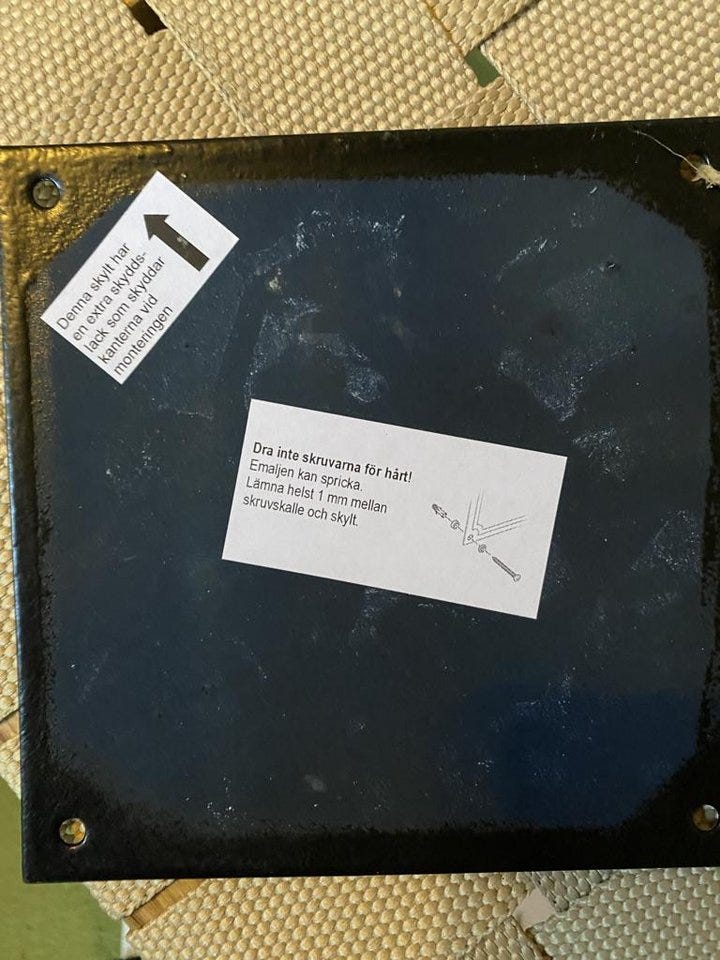 Denna skylt har
en extra skydds-
lack som skyddar
kanterna vid
monteringen
Dra inte skruvarna för hårt!
Emaljen kan spricka.
Lämna helst 1 mm mellan
skruvskalle och skylt.